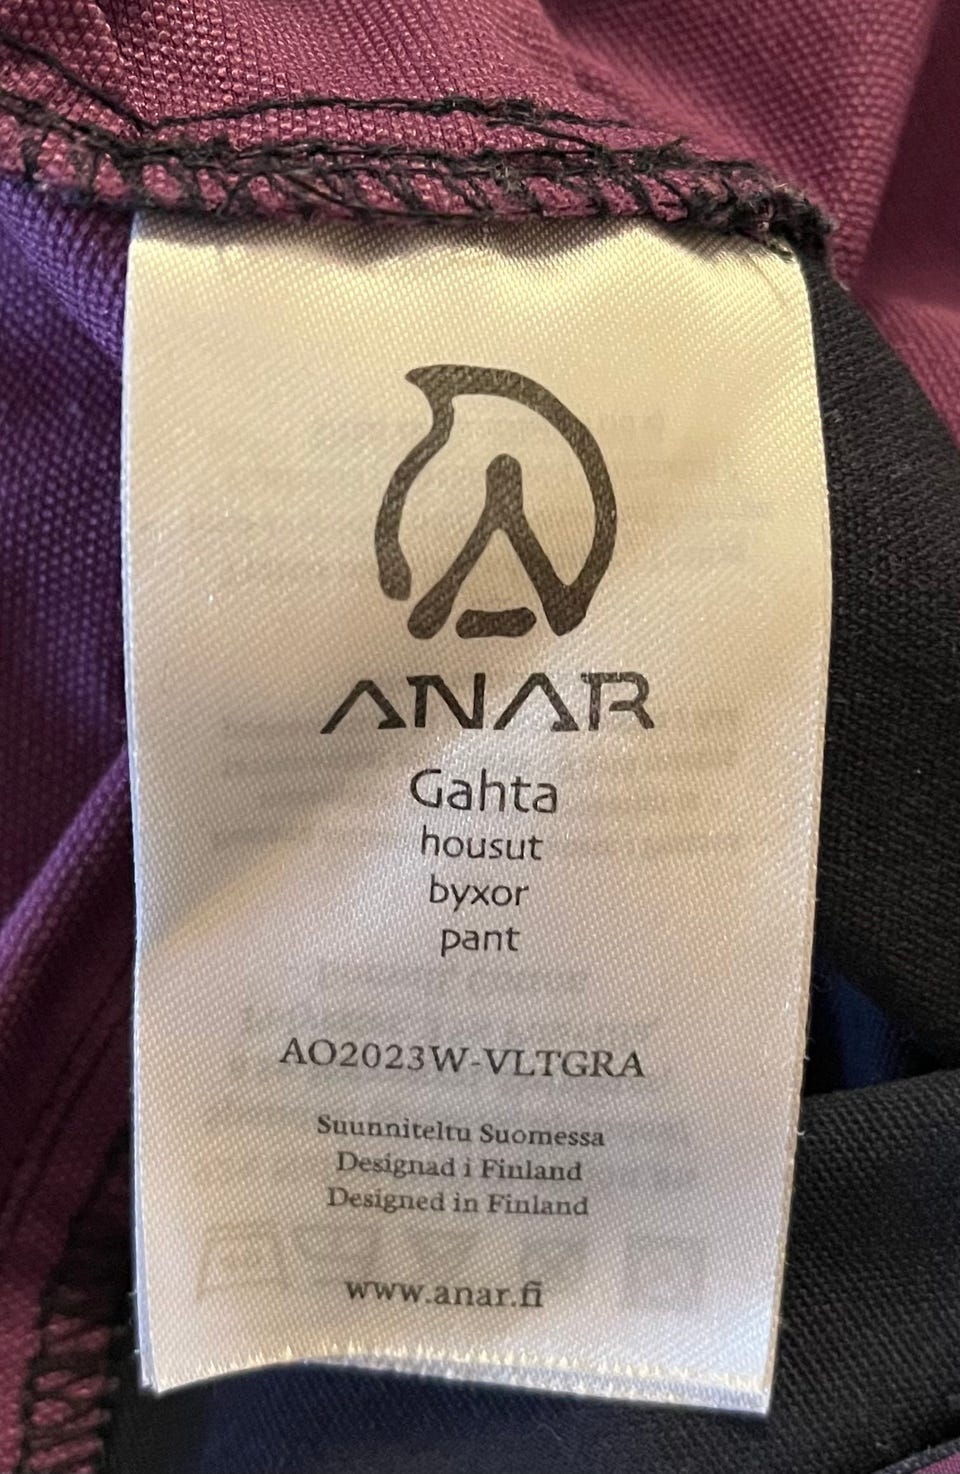 ANAR
Gahta
housut
byxor
pant
AO2023W-VLTGRA
Suunniteltu Suomessa
Designad i Finland
Designed in Finland
www.anar.fi